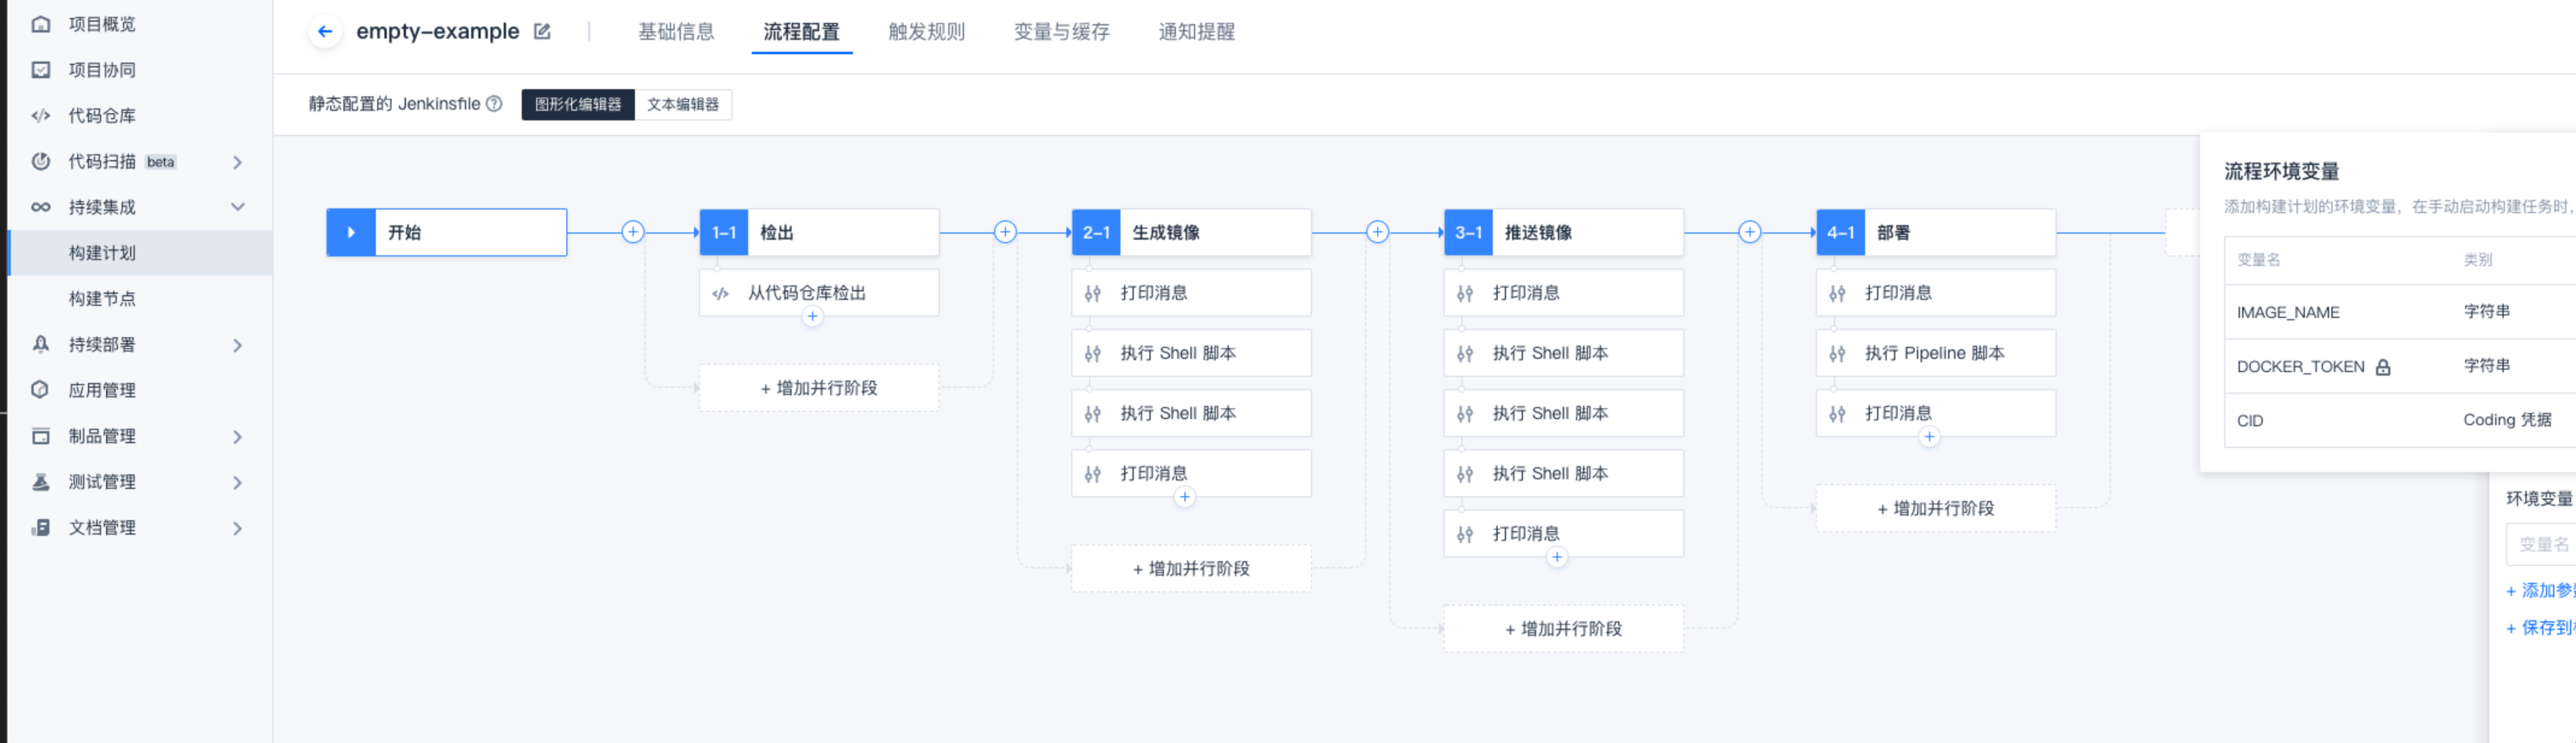 项目概览
项目协同
代码仓库
代码扫描 beta
持续集成
构建计划
构建节点
持续部署
应用管理
制品管理
测试管理
文档管理
empty-example
基础信息
流程配置
触发规则
变量与缓存
通知提醒
静态配置的 Jenkinsfile
图形化编辑器
文本编辑器
开始
1-1 检出
从代码仓库检出
+ 增加并行阶段
2-1 生成镜像
打印消息
执行 Shell 脚本
执行 Shell 脚本
打印消息
+ 增加并行阶段
3-1 推送镜像
打印消息
执行 Shell 脚本
执行 Shell 脚本
执行 Shell 脚本
打印消息
+ 增加并行阶段
4-1 部署
打印消息
执行 Pipeline 脚本
打印消息
+ 增加并行阶段
流程环境变量
添加构建计划的环境变量，在手动启动构建任务时，
变量名 类别
IMAGE_NAME 字符串
DOCKER_TOKEN 字符串
CID Coding 凭据
环境变量
变量名
+ 添加参
+ 保存到